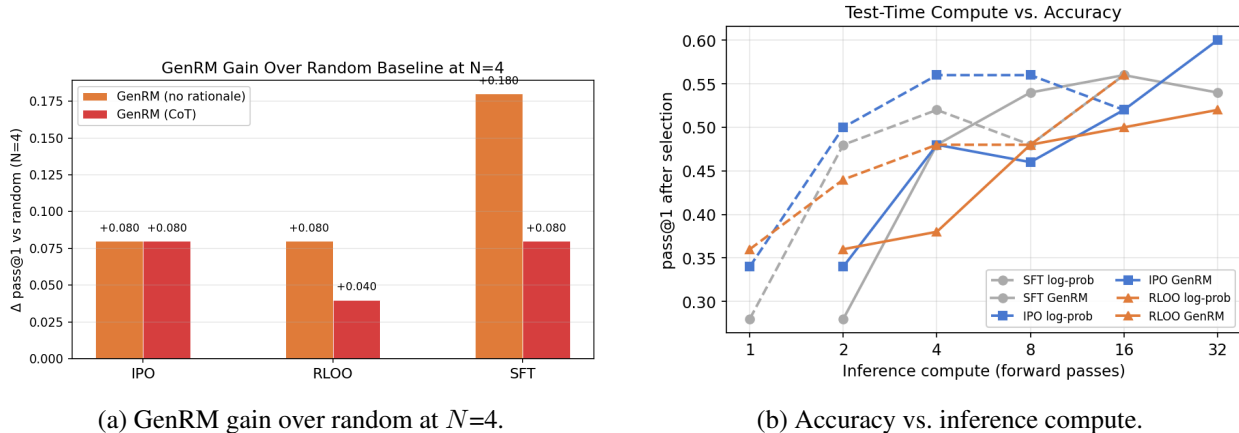 GenRM Gain Over Random Baseline at N=4
+0.180
GenRM (no rationale)
GenRM (CoT)
+0.080 +0.080 +0.080 +0.080
+0.040
0.175
0.150
0.125
0.100
0.075
0.050
0.025
0.000
Δ pass@1 vs random (N=4)
IPO RLOO SFT
(a) GenRM gain over random at N=4.
Test-Time Compute vs. Accuracy
0.60
0.55
0.50
0.45
0.40
0.35
0.30
pass@1 after selection
SFT log-prob IPO GenRM
SFT GenRM RLOO log-prob
IPO log-prob RLOO GenRM
1 2 4 8 16 32
Inference compute (forward passes)
(b) Accuracy vs. inference compute.